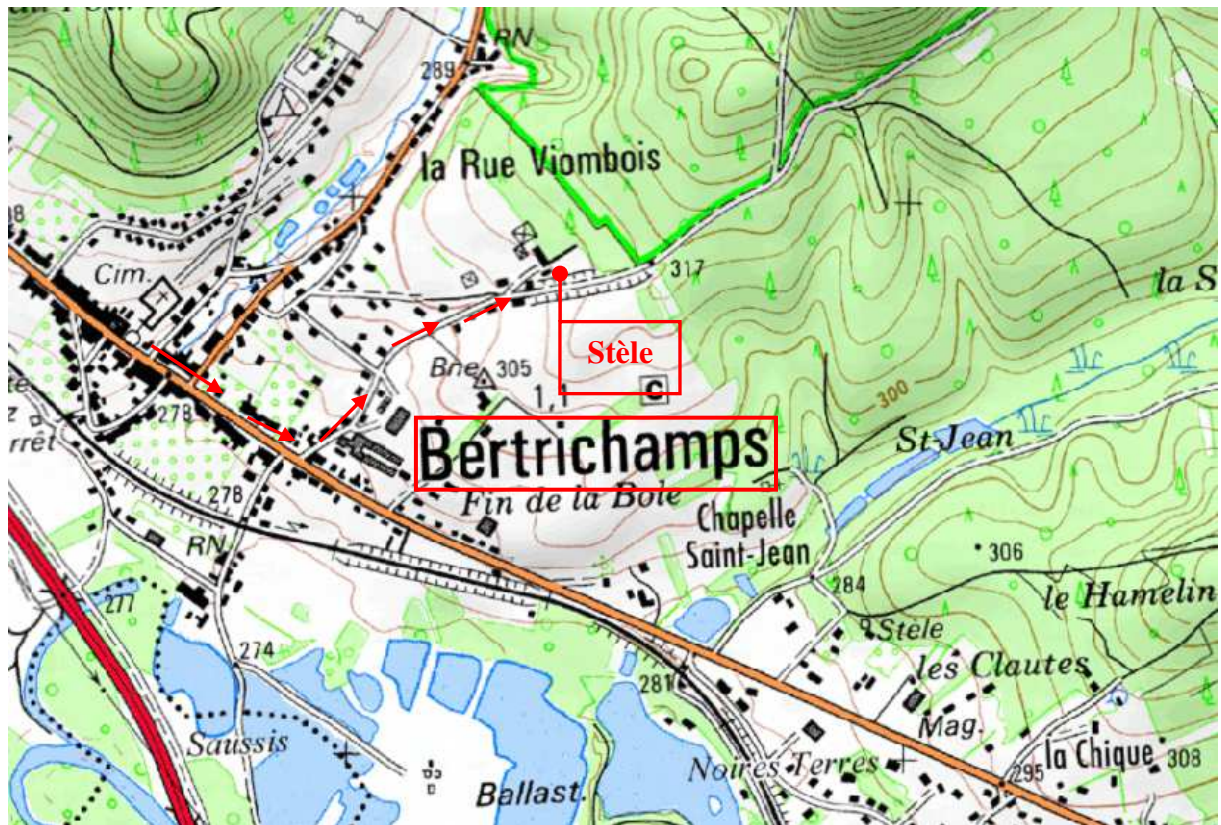 RN
289
la Rue Viombois
Cim.
317
la S
Stèle
Bne
305
1,1
C
300
278
Bertrichamps
St-Jean
278
Fin de la Bole
Chapelle
Saint-Jean
RN
306
277
284
le Hamelin
Stèle
274
les Clautes
281
Saussis
Mag.
la Chique
308
Noires Terres
295
Ballast.